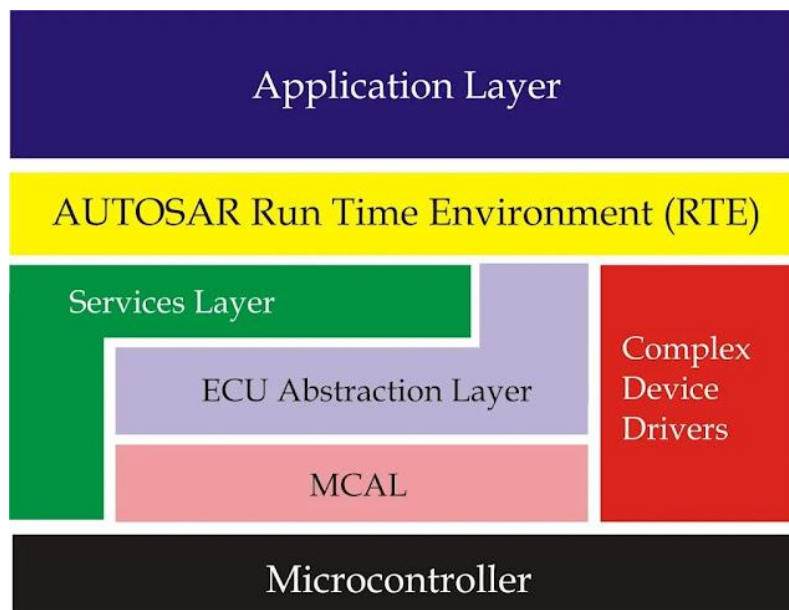 Application Layer
AUTOSAR Run Time Environment (RTE)
Services Layer
ECU Abstraction Layer
MCAL
Complex
Device
Drivers
Microcontroller